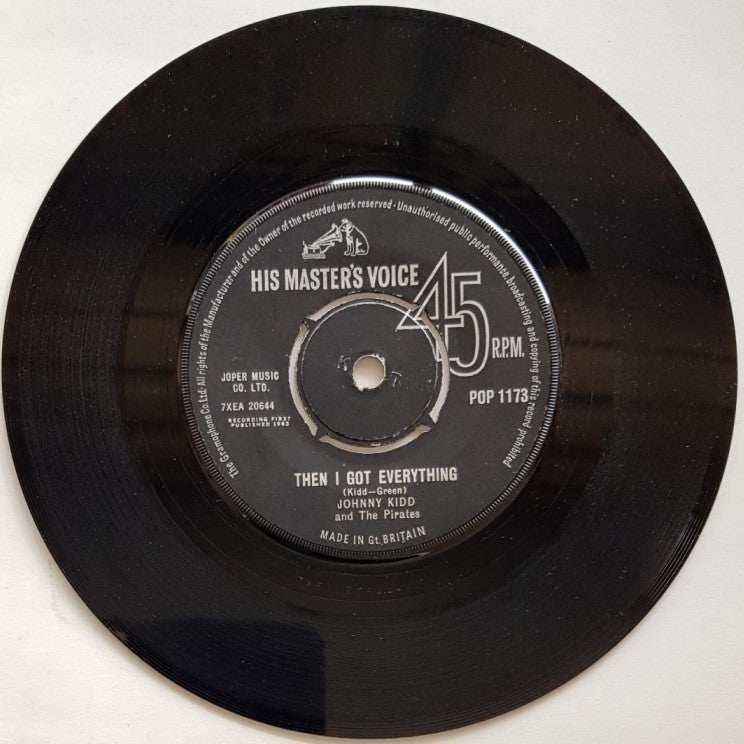 The Gramophone Co.Ltd. All rights of the Manufacturer and of the Owner of the recorded work reserved · Unauthorised public performance, broadcasting and copying of this record prohibited
HIS MASTER'S VOICE
45
R.P.M.
JOPER MUSIC
CO. LTD.
7XEA 20644
RECORDING FIRST
PUBLISHED 1963
POP 1173
THEN I GOT EVERYTHING
(Kidd—Green)
JOHNNY KIDD
and The Pirates
MADE IN Gt. BRITAIN